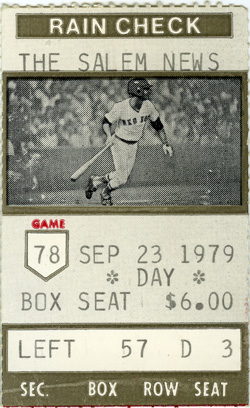 RAIN CHECK
THE SALEM NEWS
RED SOX
GAME
78 SEP 23 1979
* DAY *
BOX SEAT $6.00
LEFT 57 D 3
SEC. BOX ROW SEAT